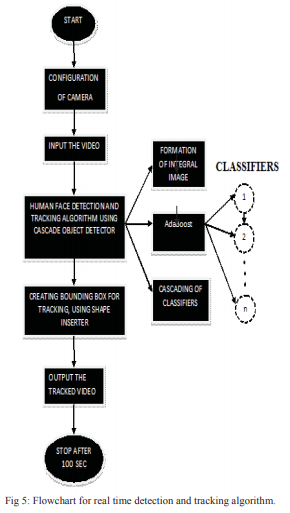 START
CONFIGURATION
OF CAMERA
INPUT THE VIDEO
HUMAN FACE DETECTION AND
TRACKING ALGORITHM USING
CASCADE OBJECT DETECTOR
FORMATION
OF INTEGRAL
IMAGE
AdaBoost
CASCADING OF
CLASSIFIERS
CLASSIFIERS
1
2
n
CREATING BOUNDING BOX FOR
TRACKING, USING SHAPE
INSERTER
OUTPUT THE
TRACKED VIDEO
STOP AFTER
100 SEC
Fig 5: Flowchart for real time detection and tracking algorithm.